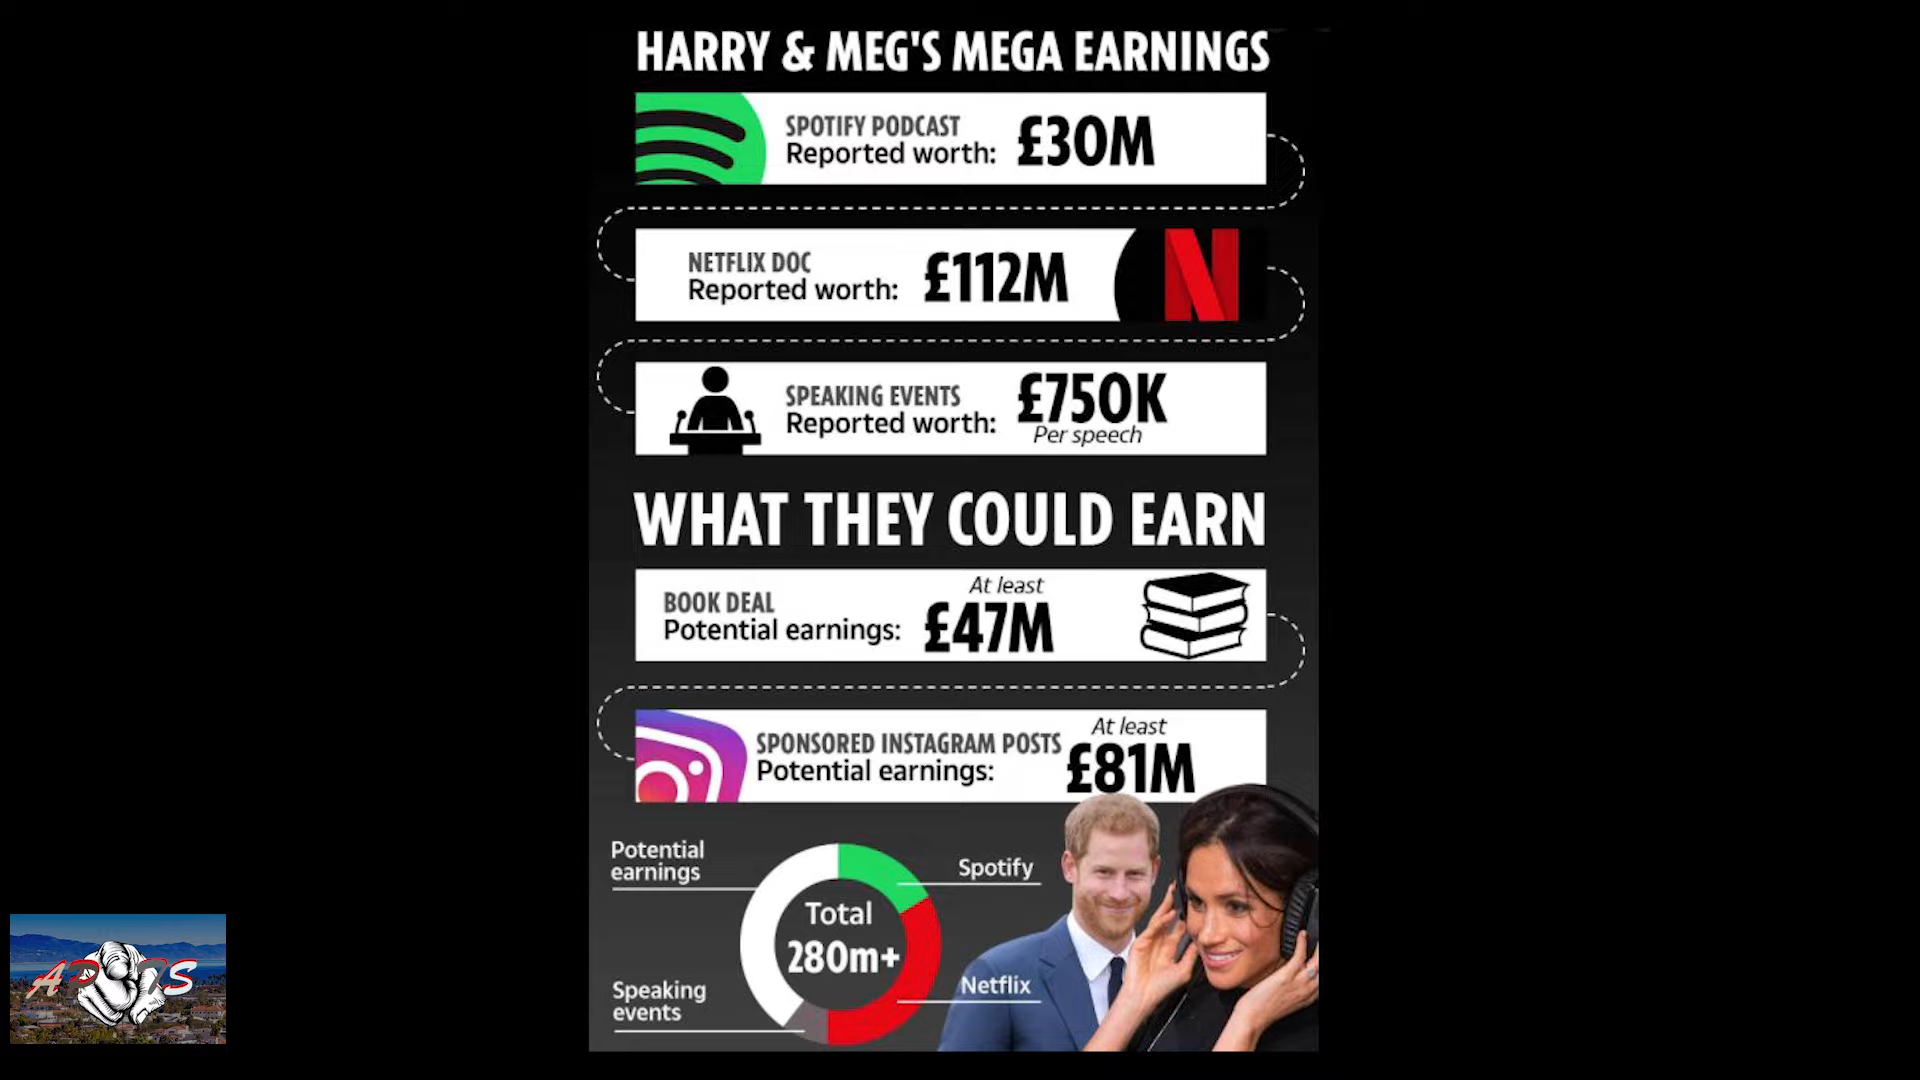 HARRY & MEG'S MEGA EARNINGS
SPOTIFY PODCAST
Reported worth: £30M
NETFLIX DOC
Reported worth: £112M
SPEAKING EVENTS
Reported worth: £750K
Per speech
WHAT THEY COULD EARN
BOOK DEAL
At least
Potential earnings: £47M
SPONSORED INSTAGRAM POSTS
At least
Potential earnings: £81M
Potential
earnings
Spotify
Total
280m+
Netflix
Speaking
events